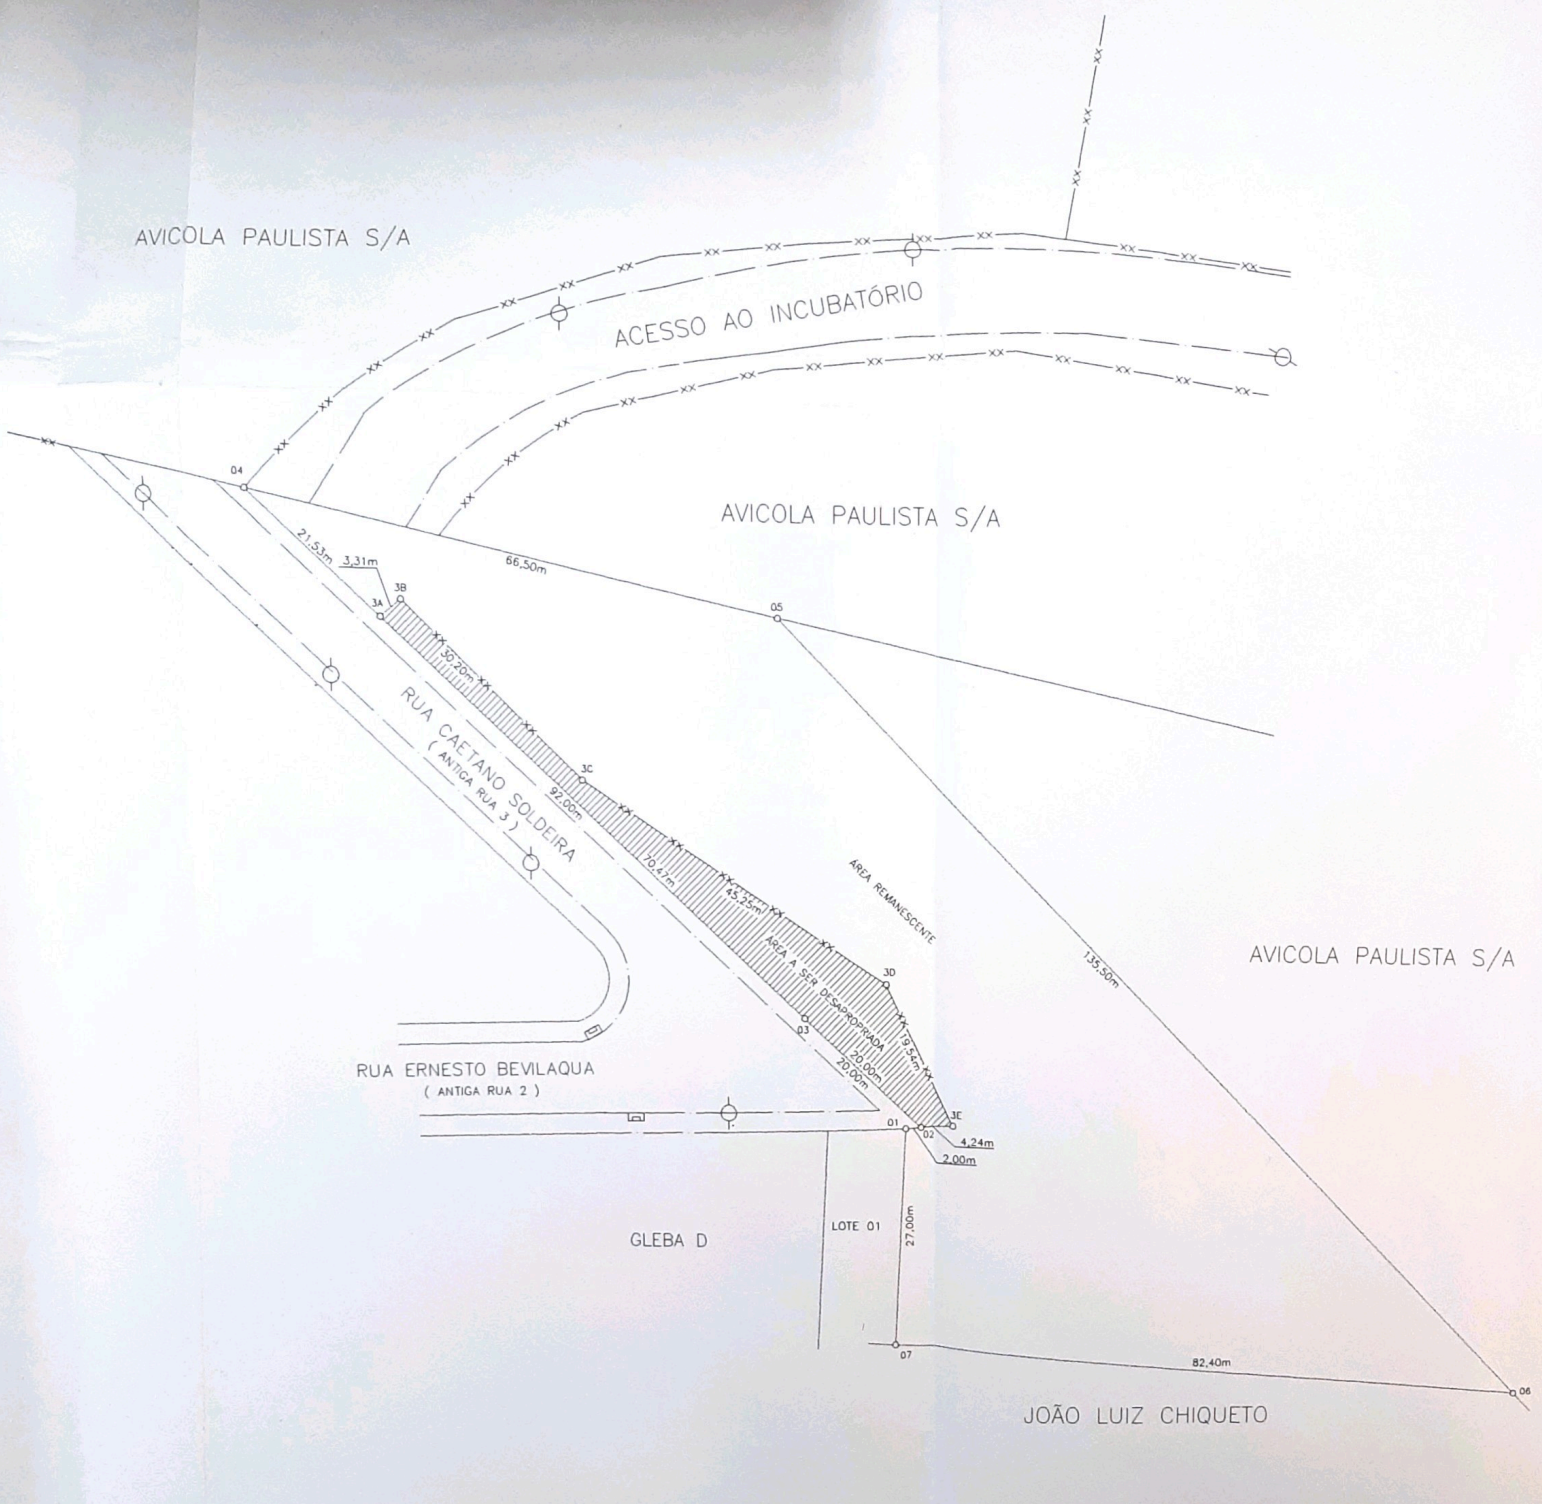 AVICOLA PAULISTA S/A
ACESSO AO INCUBATÓRIO
04
21,53m
3,31m
3B
3A
66,50m
AVICOLA PAULISTA S/A
05
30,20m
RUA CAETANO SOLDEIRA
( ANTIGA RUA 3 )
3C
92,00m
70,47m
45,25m
AREA REMANESCENTE
AREA A SER DESAPROPRIADA
3D
135,50m
AVICOLA PAULISTA S/A
03
19,54m
20,00m
20,00m
RUA ERNESTO BEVILAQUA
( ANTIGA RUA 2 )
01
02
3E
4,24m
2,00m
LOTE 01
27,00m
GLEBA D
07
82,40m
06
JOÃO LUIZ CHIQUETO